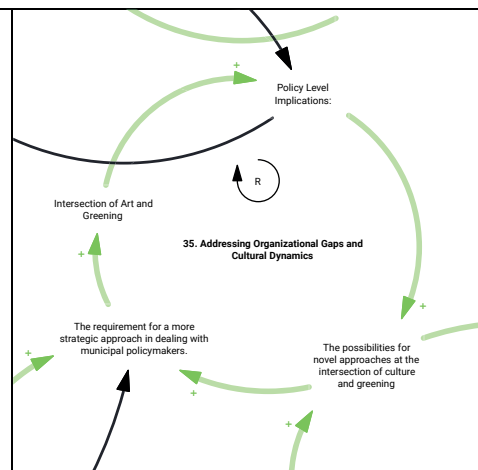 +
Policy Level
Implications:
R
Intersection of Art and
Greening
35. Addressing Organizational Gaps and
Cultural Dynamics
+
+
The requirement for a more
strategic approach in dealing with
municipal policymakers.
The possibilities for
novel approaches at the
intersection of culture
and greening
+
+
+